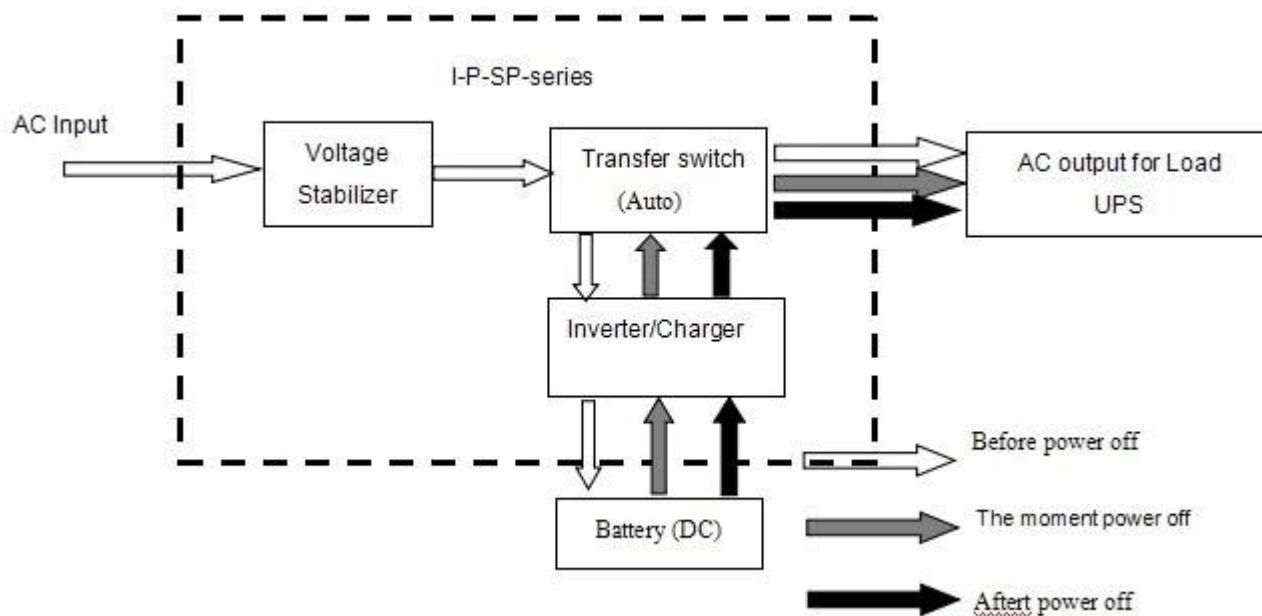 I-P-SP-series
AC Input
Voltage
Stabilizer
Transfer switch
(Auto)
AC output for Load
UPS
Inverter/Charger
Battery (DC)
Before power off
The moment power off
Aftert power off